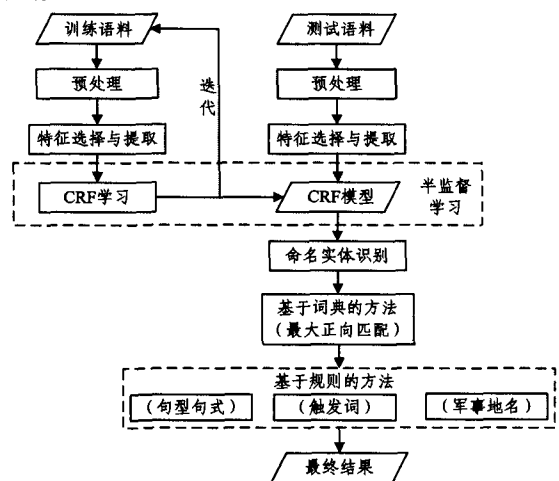 训练语料
测试语料
预处理
迭代
预处理
特征选择与提取
特征选择与提取
CRF学习
CRF模型
半监督
学习
命名实体识别
基于词典的方法
（最大正向匹配）
基于规则的方法
（句型句式）
（触发词）
（军事地名）
最终结果